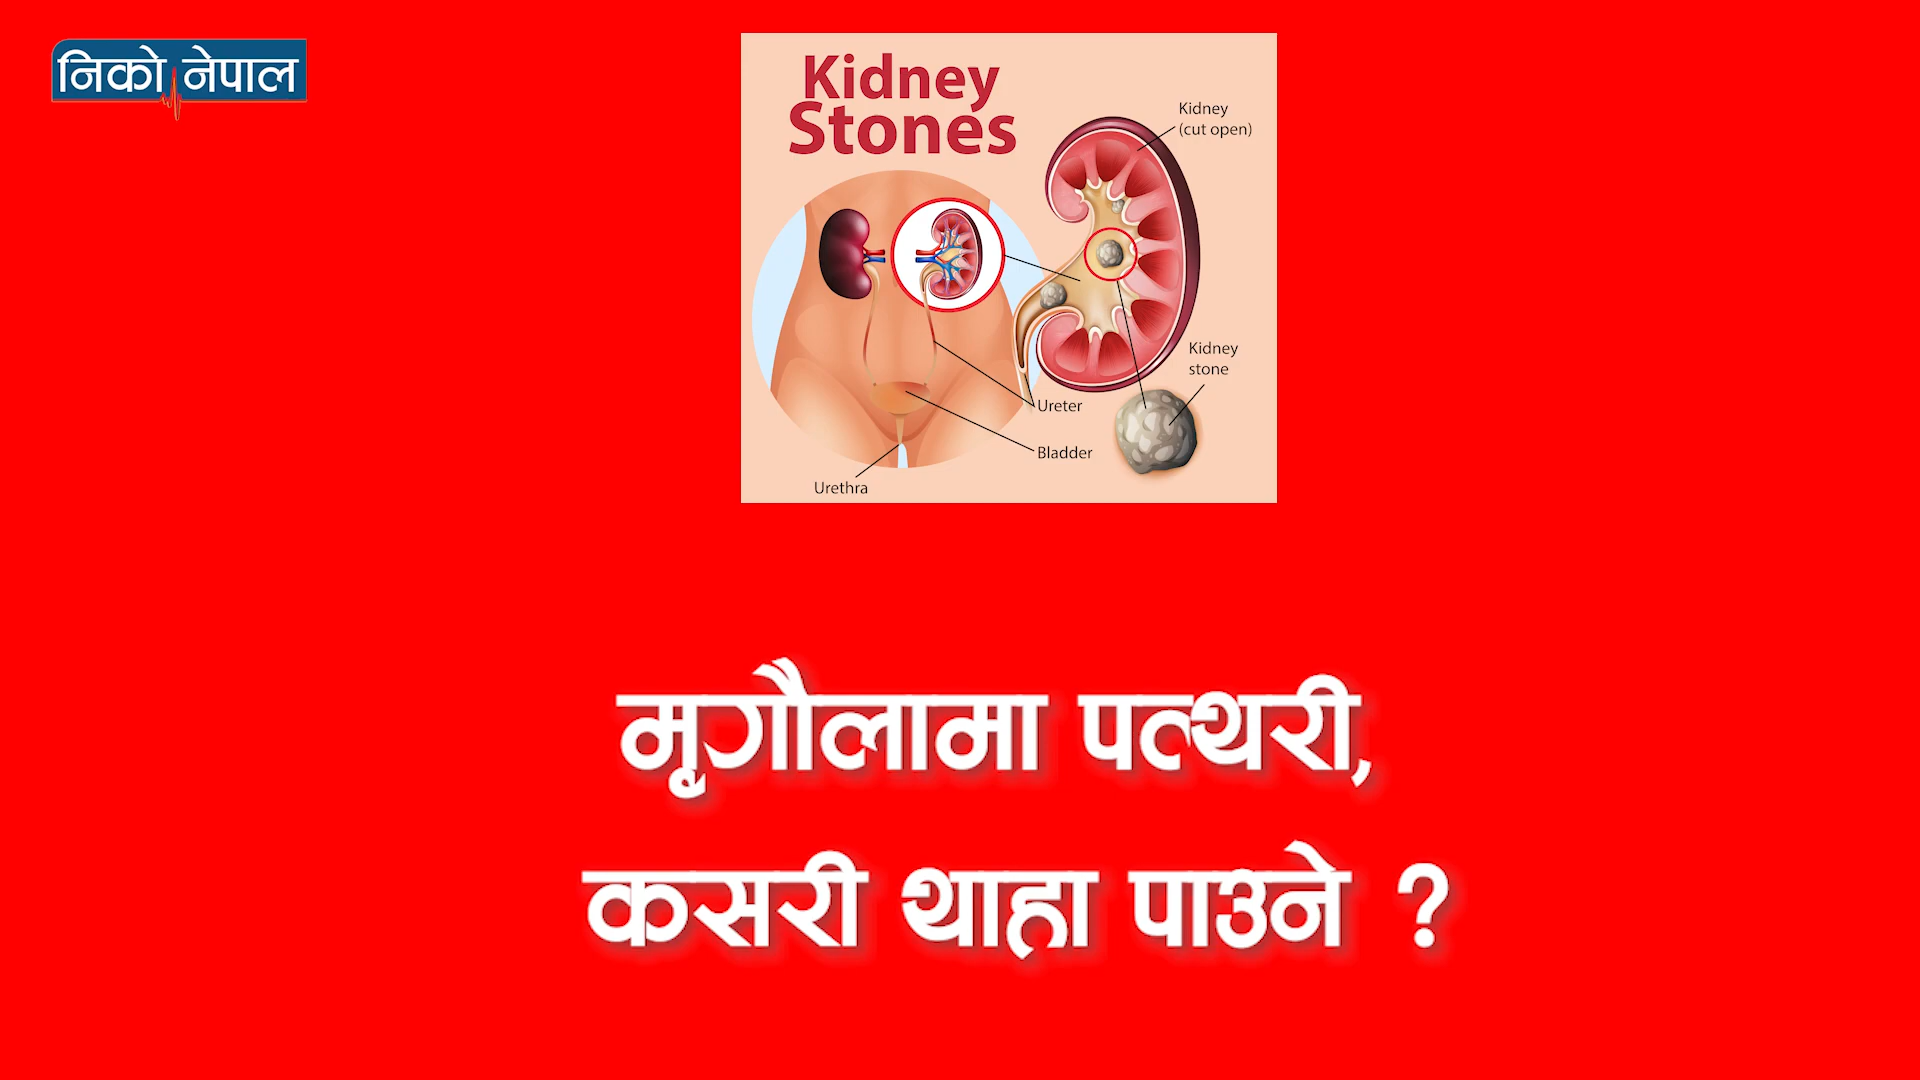 निको नेपाल
Kidney
Stones
Kidney
(cut open)
Kidney
stone
Ureter
Bladder
Urethra
मृगौलामा पत्थरी,
कसरी थाहा पाउने ?